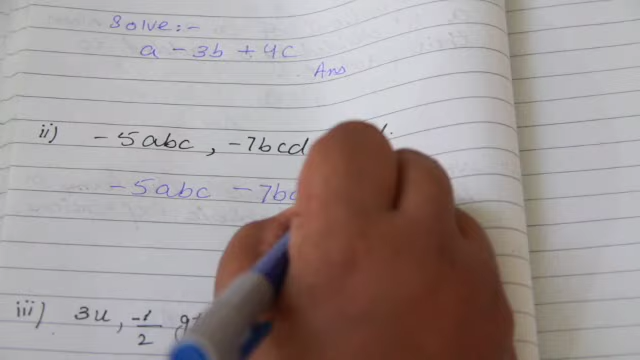 Solve:-
a - 3b + 4c
Ans
ii) -5abc, -7bcd
-5abc - 7bc
iii) 3u, -1/2